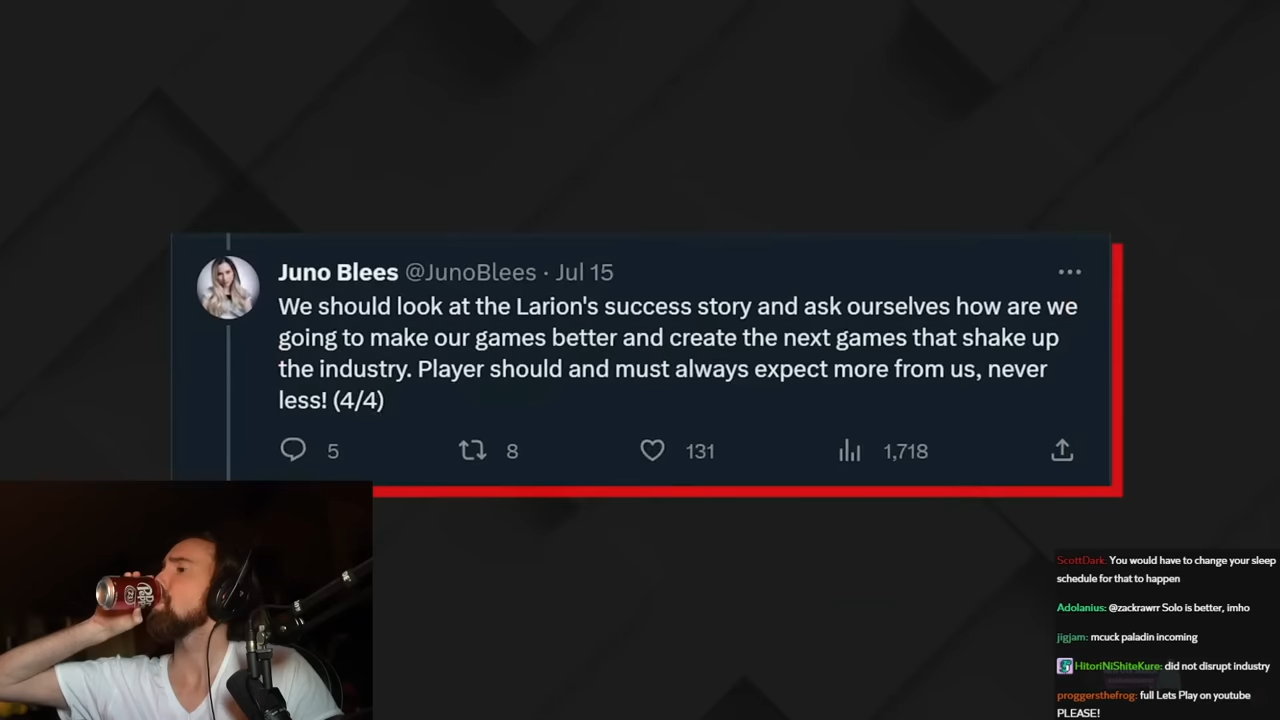 Juno Blees @JunoBlees · Jul 15
We should look at the Larion's success story and ask ourselves how are we
going to make our games better and create the next games that shake up
the industry. Player should and must always expect more from us, never
less! (4/4)
5 8 131 1,718
Dr Pepper
23
ScottDark: You would have to change your sleep
schedule for that to happen
Adolanius: @zackrawrr Solo is better, imho
jigjam: mcuck paladin incoming
HitoriNiShiteKure: did not disrupt industry
proggersthefrog: full Lets Play on youtube
PLEASE!